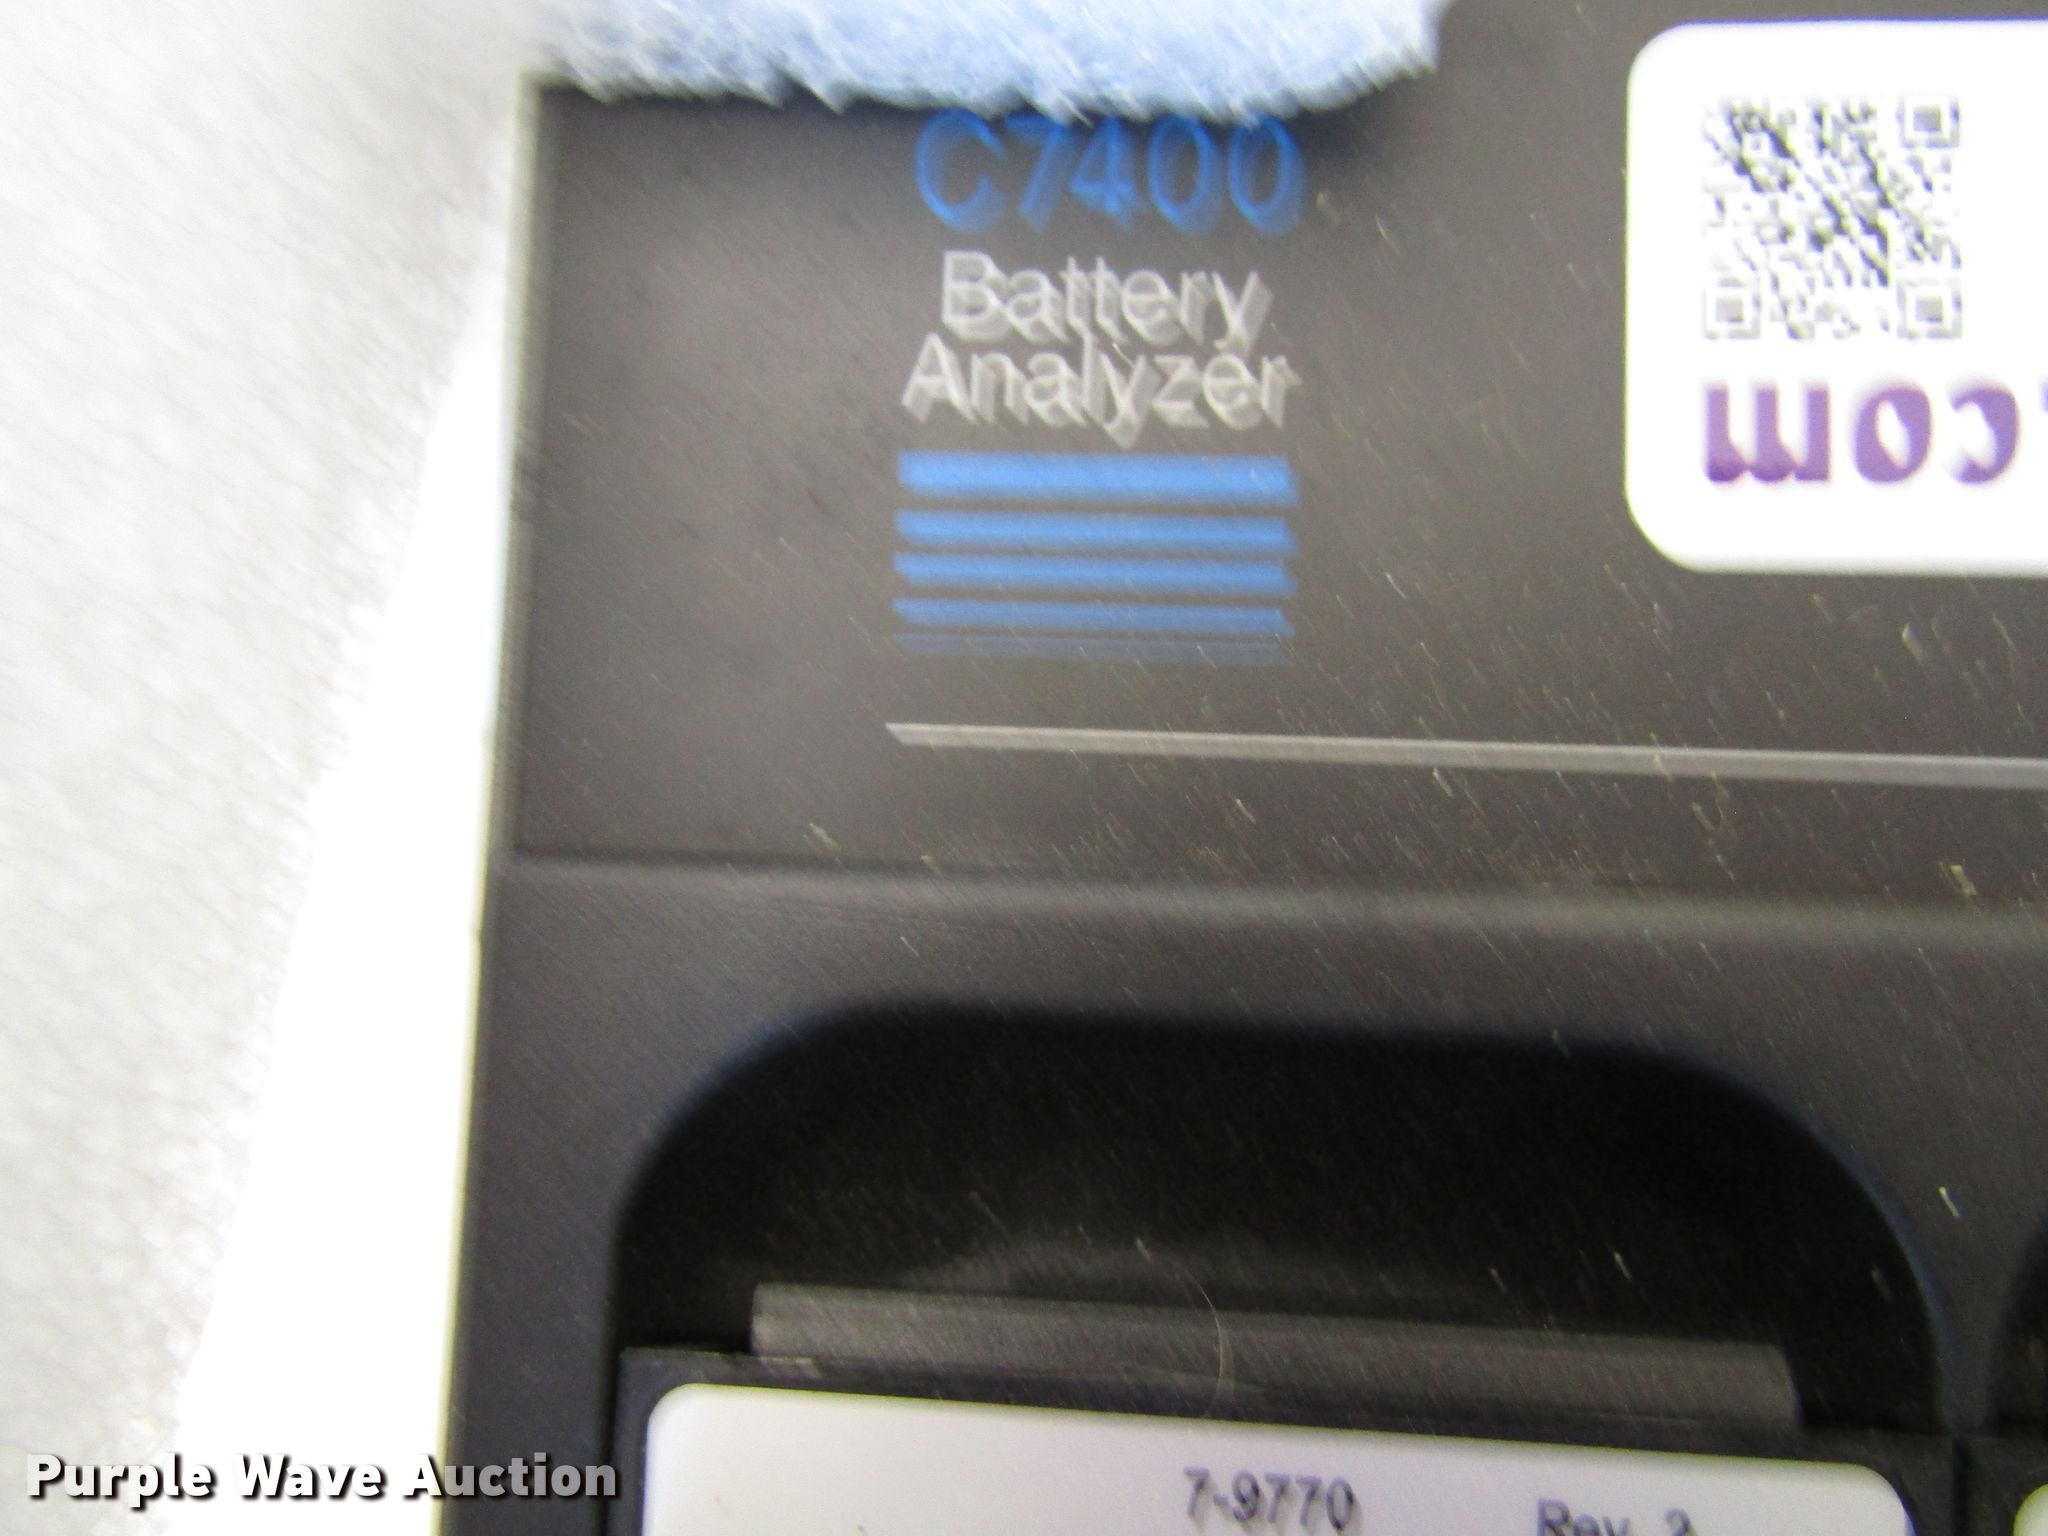 C7400
Battery
Analyzer
.com
7-9770 Rev. 2
Purple Wave Auction